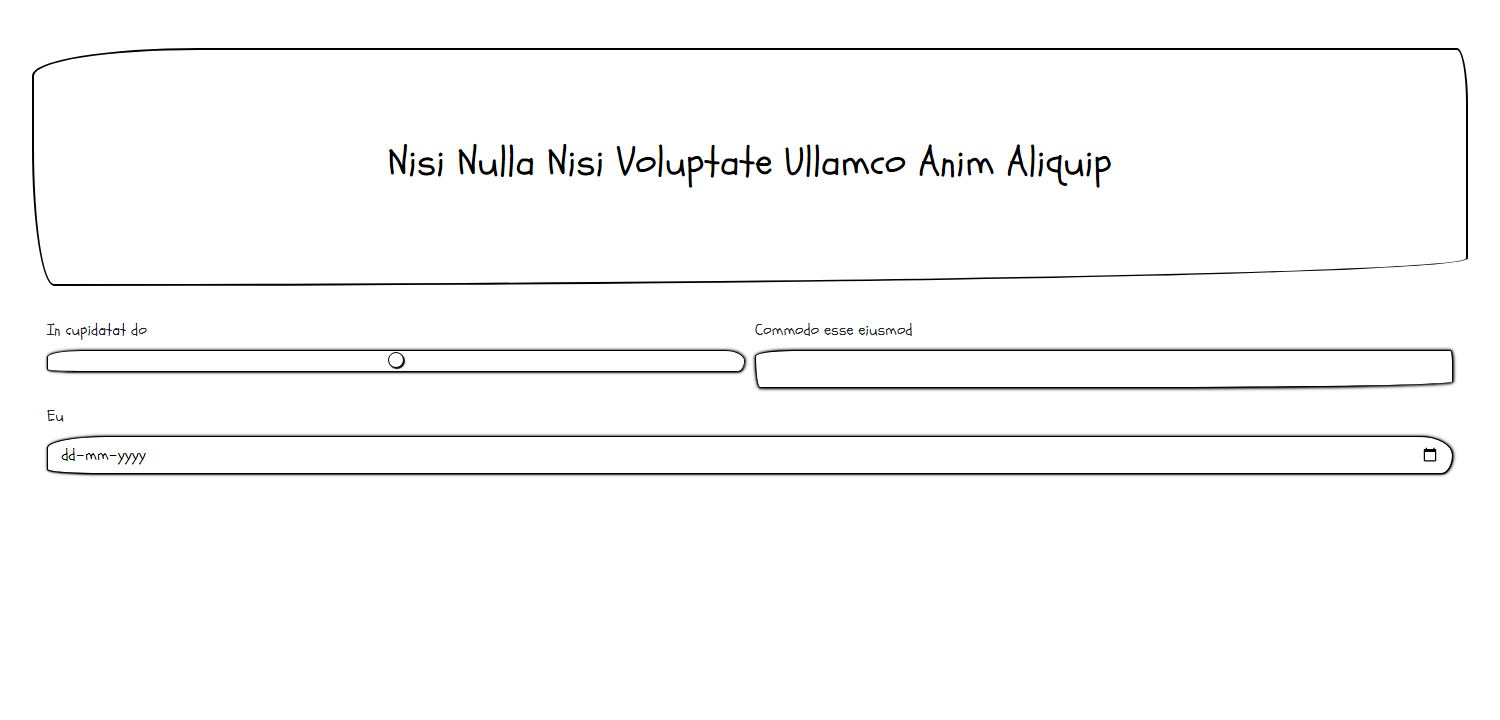 Nisi Nulla Nisi Voluptate Ullamco Anim Aliquip
In cupidatat do
Commodo esse eiusmod
Eu
dd-mm-yyyy